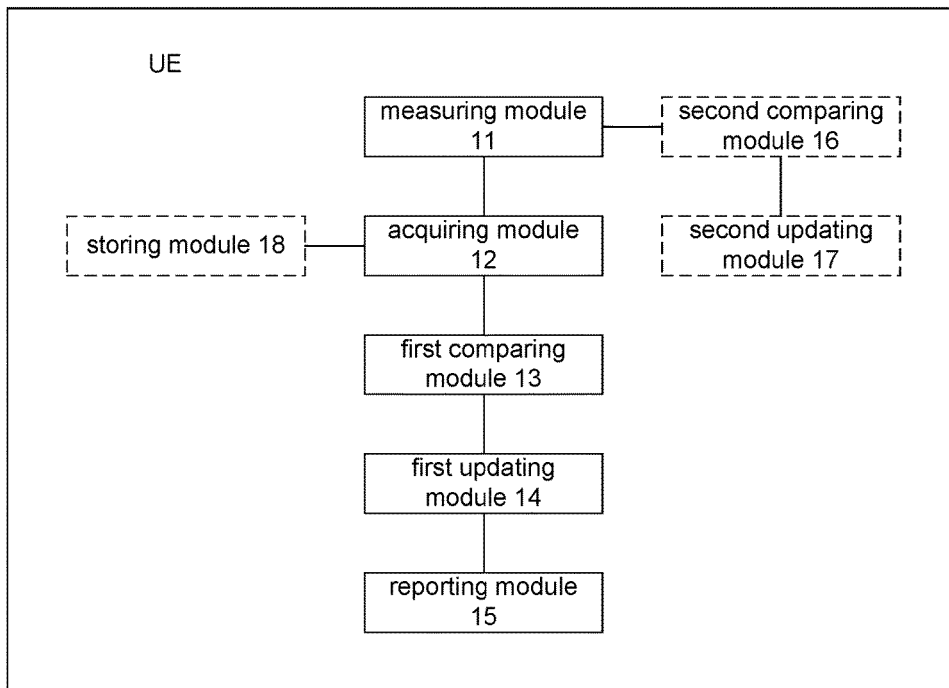 UE
measuring module
11
second comparing
module 16
storing module 18
acquiring module
12
second updating
module 17
first comparing
module 13
first updating
module 14
reporting module
15